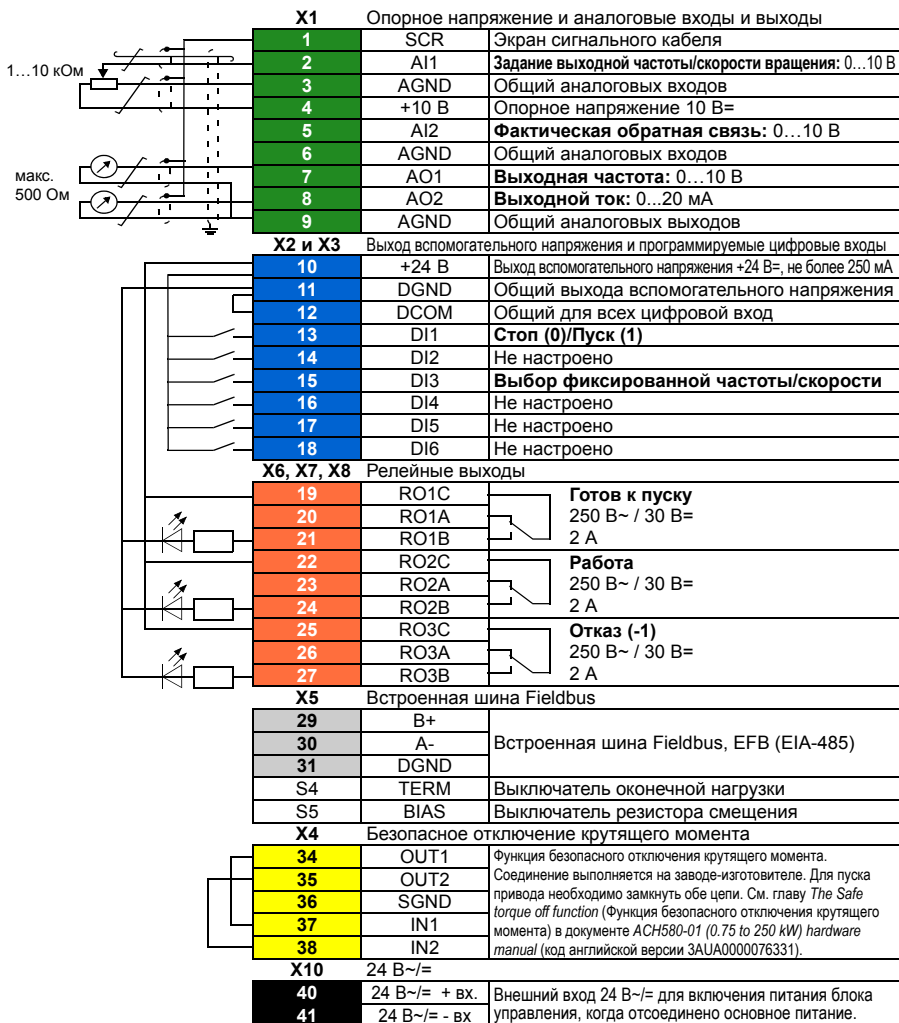 X1 Опорное напряжение и аналоговые входы и выходы
1 SCR Экран сигнального кабеля
1…10 кОм 2 AI1 Задание выходной частоты/скорости вращения: 0…10 В
3 AGND Общий аналоговых входов
4 +10 В Опорное напряжение 10 В=
5 AI2 Фактическая обратная связь: 0…10 В
6 AGND Общий аналоговых входов
макс. 7 AO1 Выходная частота: 0…10 В
500 Ом 8 AO2 Выходной ток: 0...20 мА
9 AGND Общий аналоговых выходов
X2 и X3 Выход вспомогательного напряжения и программируемые цифровые входы
10 +24 В Выход вспомогательного напряжения +24 В=, не более 250 мА
11 DGND Общий выхода вспомогательного напряжения
12 DCOM Общий для всех цифровой вход
13 DI1 Стоп (0)/Пуск (1)
14 DI2 Не настроено
15 DI3 Выбор фиксированной частоты/скорости
16 DI4 Не настроено
17 DI5 Не настроено
18 DI6 Не настроено
X6, X7, X8 Релейные выходы
19 RO1C Готов к пуску
20 RO1A 250 В~ / 30 В=
21 RO1B 2 А
22 RO2C Работа
23 RO2A 250 В~ / 30 В=
24 RO2B 2 А
25 RO3C Отказ (-1)
26 RO3A 250 В~ / 30 В=
27 RO3B 2 А
X5 Встроенная шина Fieldbus
29 B+
30 A- Встроенная шина Fieldbus, EFB (EIA-485)
31 DGND
S4 TERM Выключатель оконечной нагрузки
S5 BIAS Выключатель резистора смещения
X4 Безопасное отключение крутящего момента
34 OUT1 Функция безопасного отключения крутящего момента.
35 OUT2 Соединение выполняется на заводе-изготовителе. Для пуска
36 SGND привода необходимо замкнуть обе цепи. См. главу The Safe
37 IN1 torque off function (Функция безопасного отключения крутящего
момента) в документе ACH580-01 (0.75 to 250 kW) hardware
38 IN2 manual (код английской версии 3AUA0000076331).
X10 24 В~/=
40 24 В~/= + вх. Внешний вход 24 В~/= для включения питания блока
41 24 В~/= - вх управления, когда отсоединено основное питание.